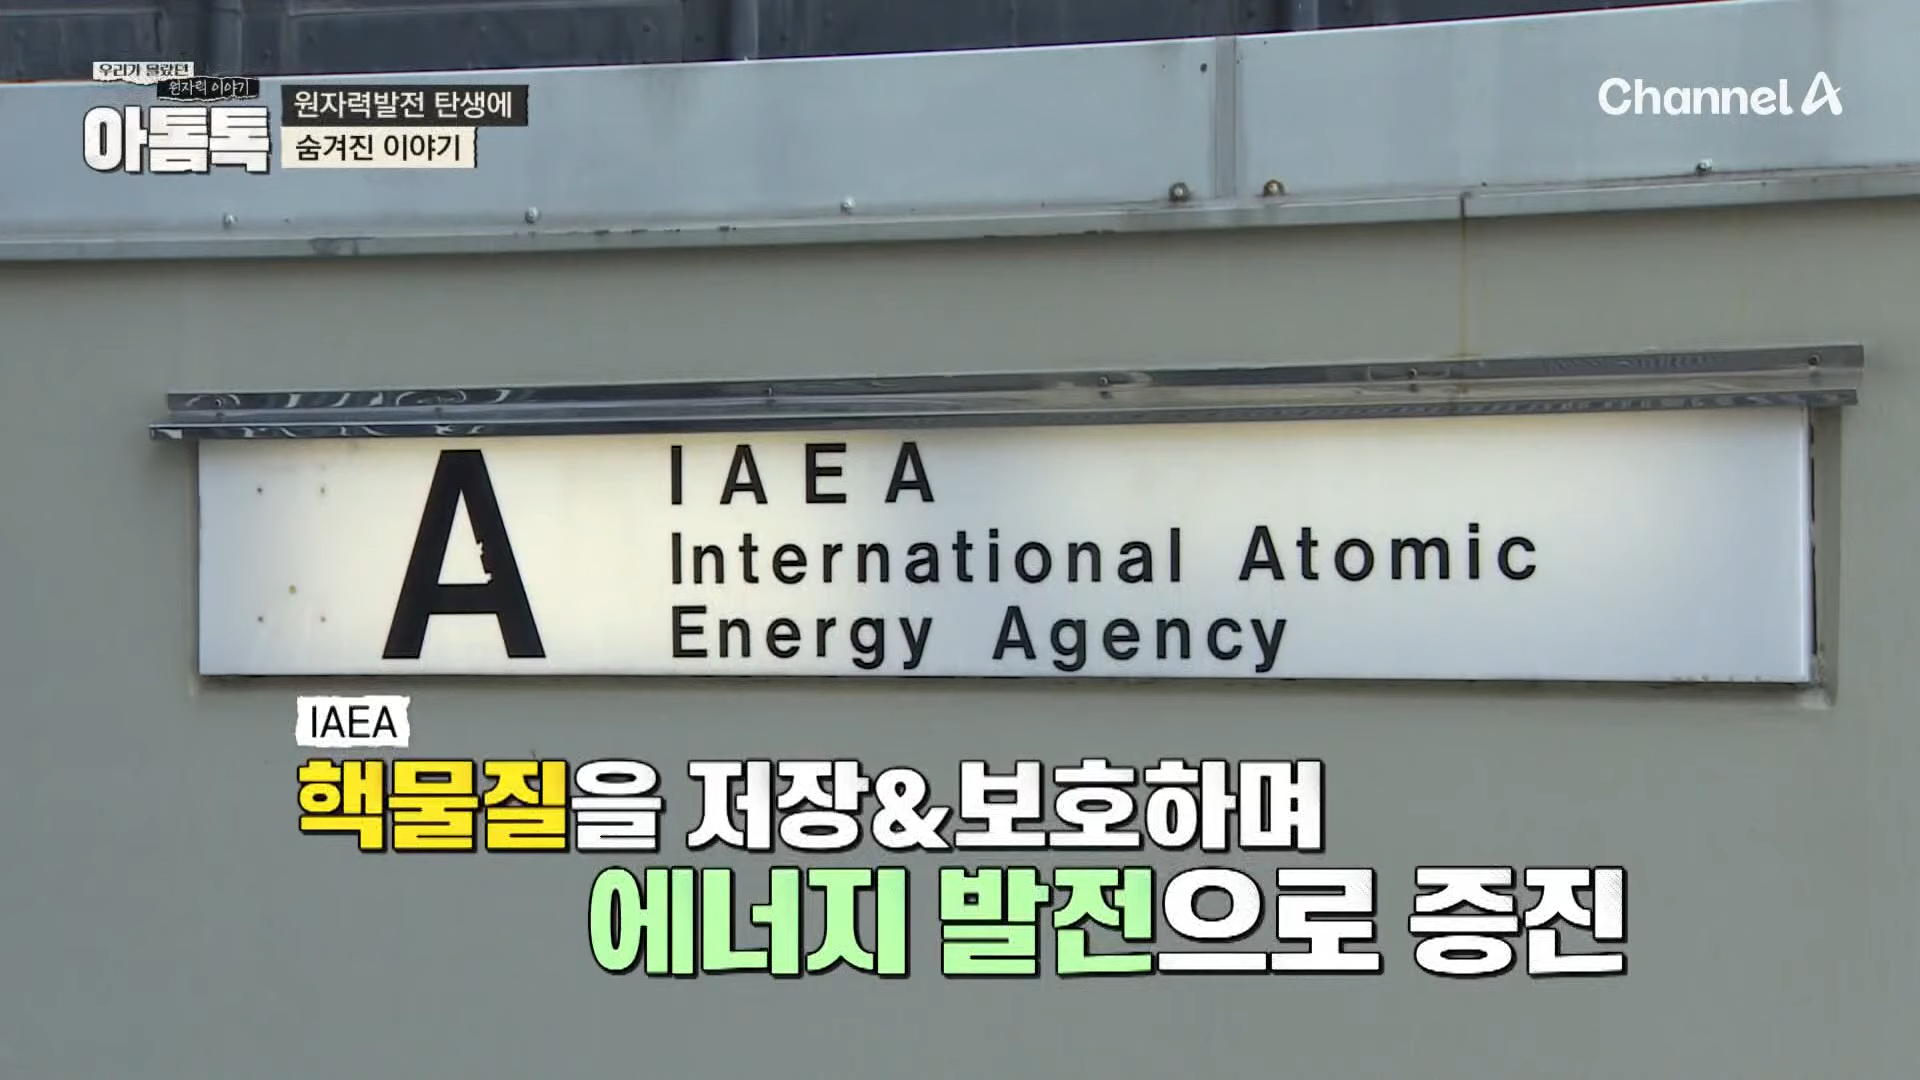 우리가 몰랐던
원자력 이야기
아톰톡
원자력발전 탄생에
숨겨진 이야기
Channel A
A
IAEA
International Atomic
Energy Agency
IAEA
핵물질을 저장&보호하며
에너지 발전으로 증진